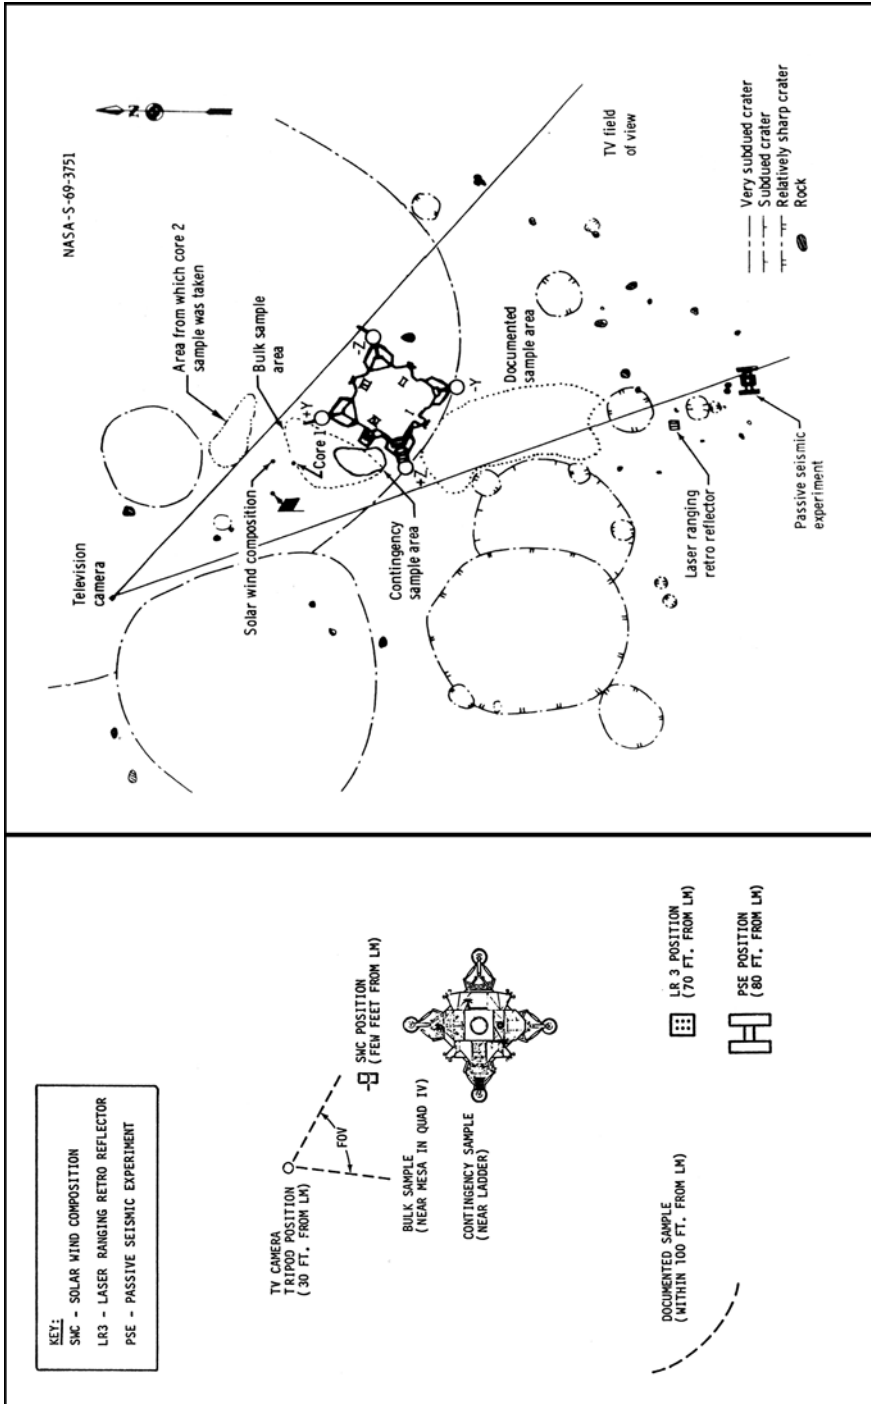 KEY:
SWC - SOLAR WIND COMPOSITION
LR3 - LASER RANGING RETRO REFLECTOR
PSE - PASSIVE SEISMIC EXPERIMENT
TV CAMERA
TRIPOD POSITION
(30 FT. FROM LM)
FOV
SWC POSITION
(FEW FEET FROM LM)
BULK SAMPLE
(NEAR MESA IN QUAD IV)
CONTINGENCY SAMPLE
(NEAR LADDER)
DOCUMENTED SAMPLE
(WITHIN 100 FT. FROM LM)
LR 3 POSITION
(70 FT. FROM LM)
PSE POSITION
(80 FT. FROM LM)
NASA-S-69-3751
N
Television
camera
Area from which core 2
sample was taken
Bulk sample
area
Solar wind composition
Core 1
+Y
-Z
+Z
-Y
Contingency
sample area
Documented
sample area
TV field
of view
Laser ranging
retro reflector
Passive seismic
experiment
Very subdued crater
Subdued crater
Relatively sharp crater
Rock